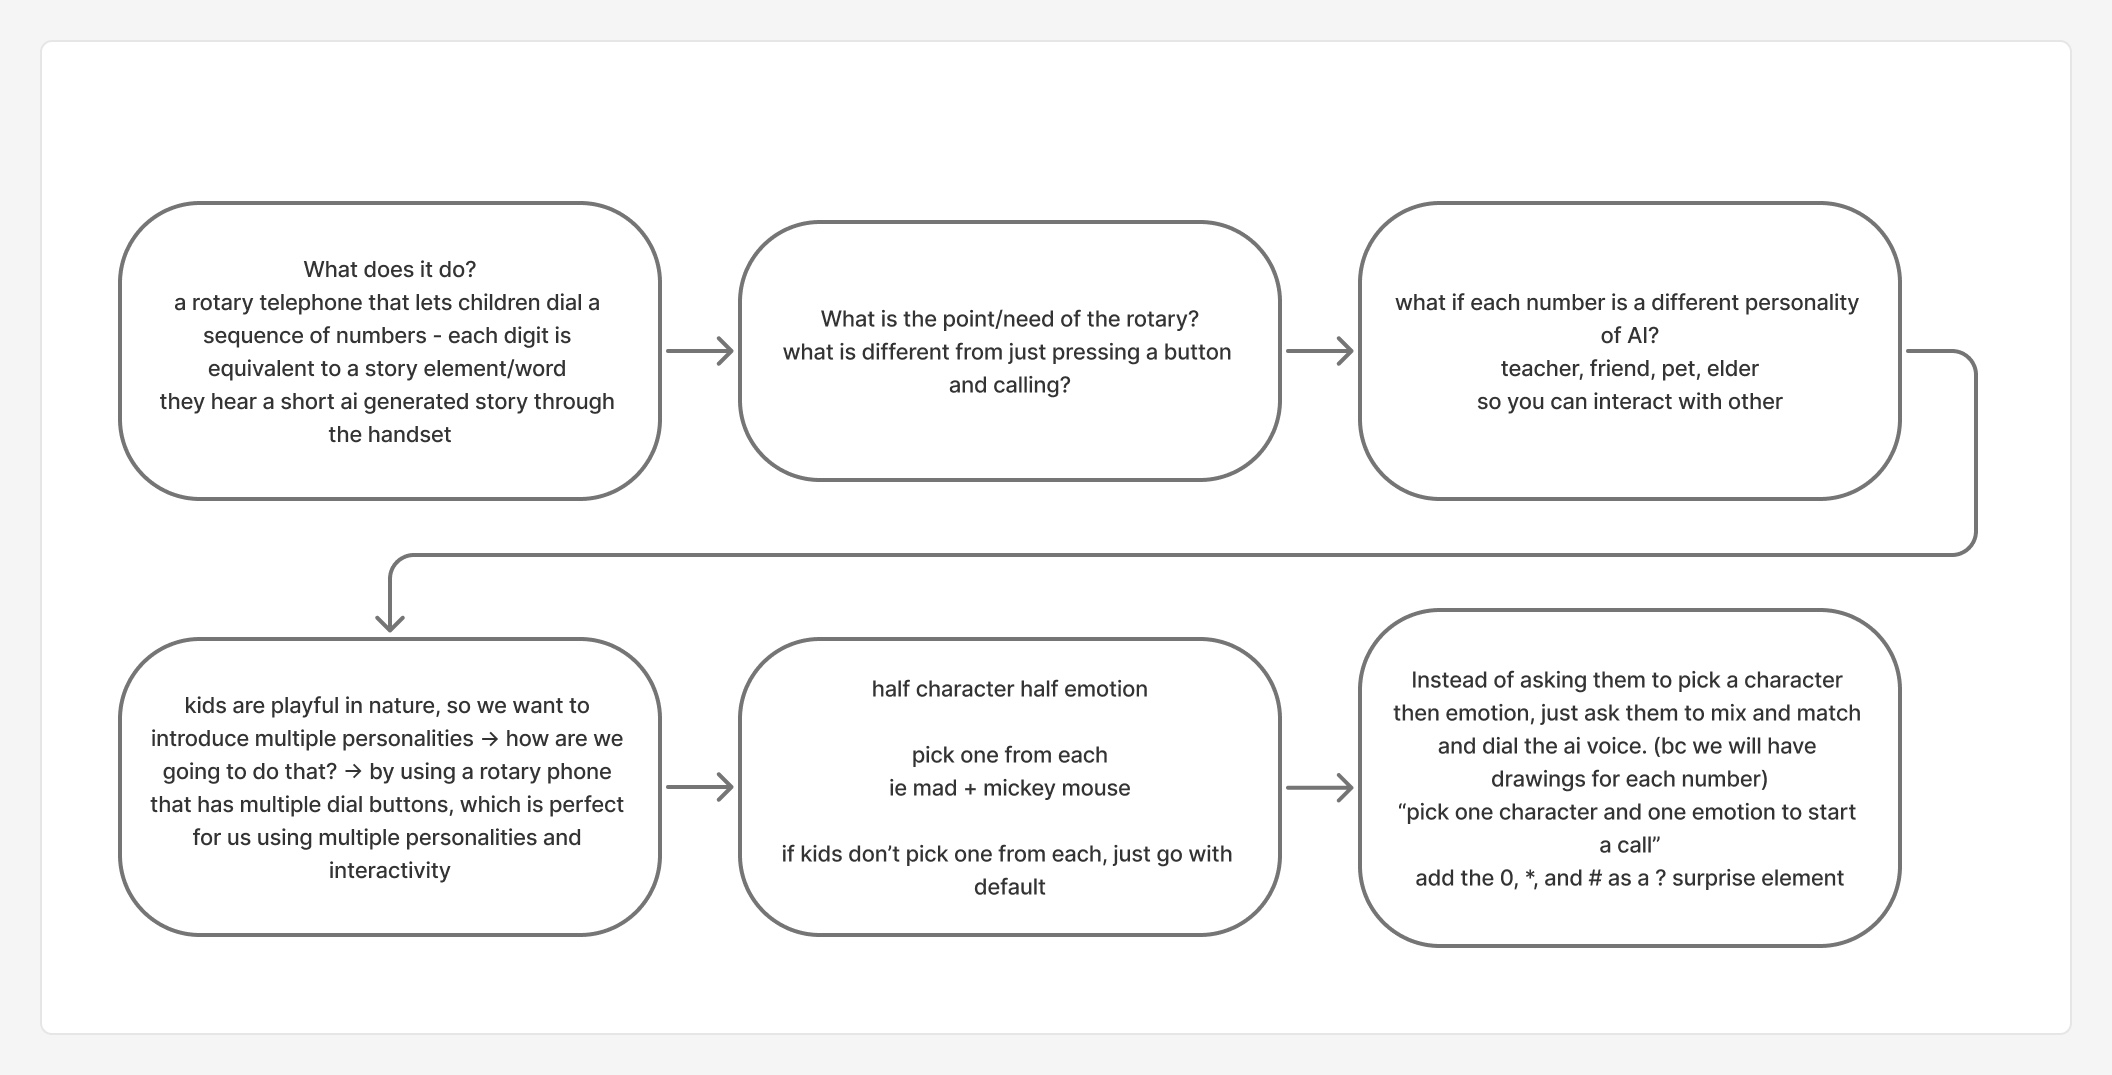 What does it do?
a rotary telephone that lets children dial a
sequence of numbers - each digit is
equivalent to a story element/word
they hear a short ai generated story through
the handset
What is the point/need of the rotary?
what is different from just pressing a button
and calling?
what if each number is a different personality
of AI?
teacher, friend, pet, elder
so you can interact with other
kids are playful in nature, so we want to
introduce multiple personalities → how are we
going to do that? → by using a rotary phone
that has multiple dial buttons, which is perfect
for us using multiple personalities and
interactivity
half character half emotion
pick one from each
ie mad + mickey mouse
if kids don’t pick one from each, just go with
default
Instead of asking them to pick a character
then emotion, just ask them to mix and match
and dial the ai voice. (bc we will have
drawings for each number)
“pick one character and one emotion to start
a call”
add the 0, *, and # as a ? surprise element